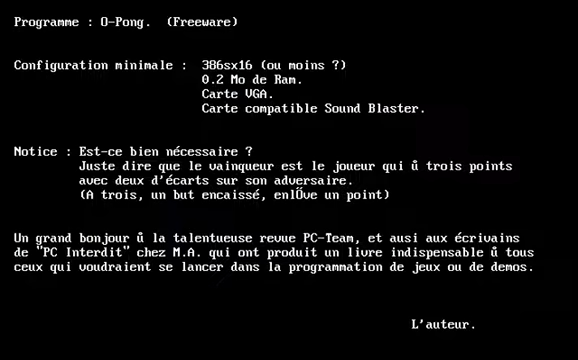 Programme : O-Pong.  (Freeware)
Configuration minimale :  386sx16 (ou moins ?)
0.2 Mo de Ram.
Carte VGA.
Carte compatible Sound Blaster.
Notice : Est-ce bien nécessaire ?
Juste dire que le vainqueur est le joueur qui ů trois points
avec deux d'écarts sur son adversaire.
(A trois, un but encaissé, enlŐve un point)
Un grand bonjour ů la talentueuse revue PC-Team, et ausi aux écrivains
de "PC Interdit" chez M.A. qui ont produit un livre indispensable ů tous
ceux qui voudraient se lancer dans la programmation de jeux ou de demos.
L'auteur.